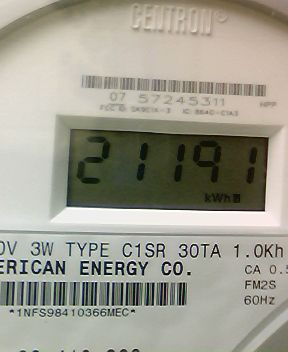 CENTRON®
07 57245311
HPP
21191
kWh
0V 3W TYPE C1SR 30TA 1.0Kh
ERICAN ENERGY CO.
CA 0.5
FM2S
60Hz
*1NFS98410366MEC*